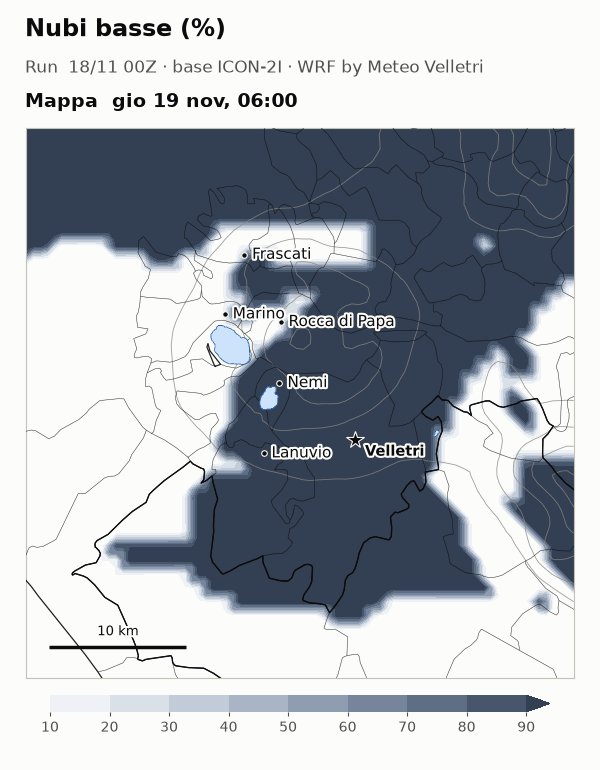 Nubi basse (%)
Run  18/11 00Z · base ICON-2I · WRF by Meteo Velletri
Mappa  gio 19 nov, 06:00
Frascati
Marino
Rocca di Papa
Nemi
Velletri
Lanuvio
10 km
10 20 30 40 50 60 70 80 90